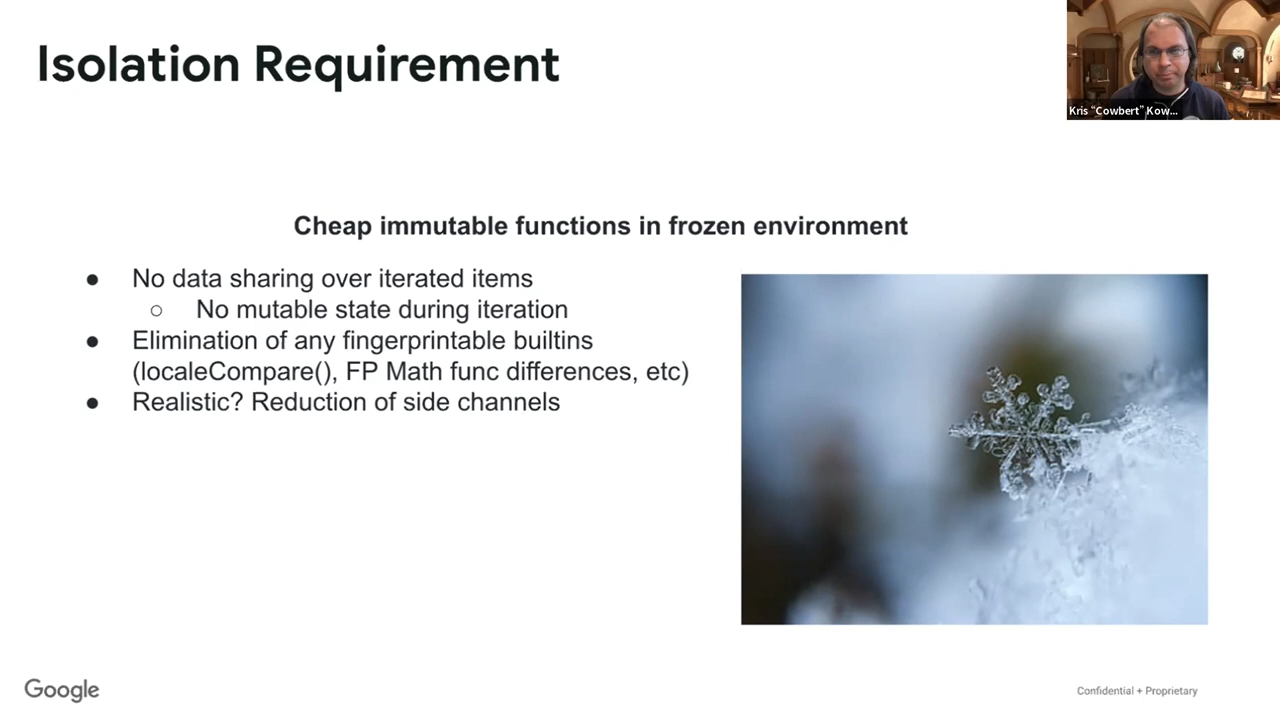 Isolation Requirement
Kris "Cowbert" Kow...
Cheap immutable functions in frozen environment
● No data sharing over iterated items
○ No mutable state during iteration
● Elimination of any fingerprintable builtins
(localeCompare(), FP Math func differences, etc)
● Realistic? Reduction of side channels
Google
Confidential + Proprietary